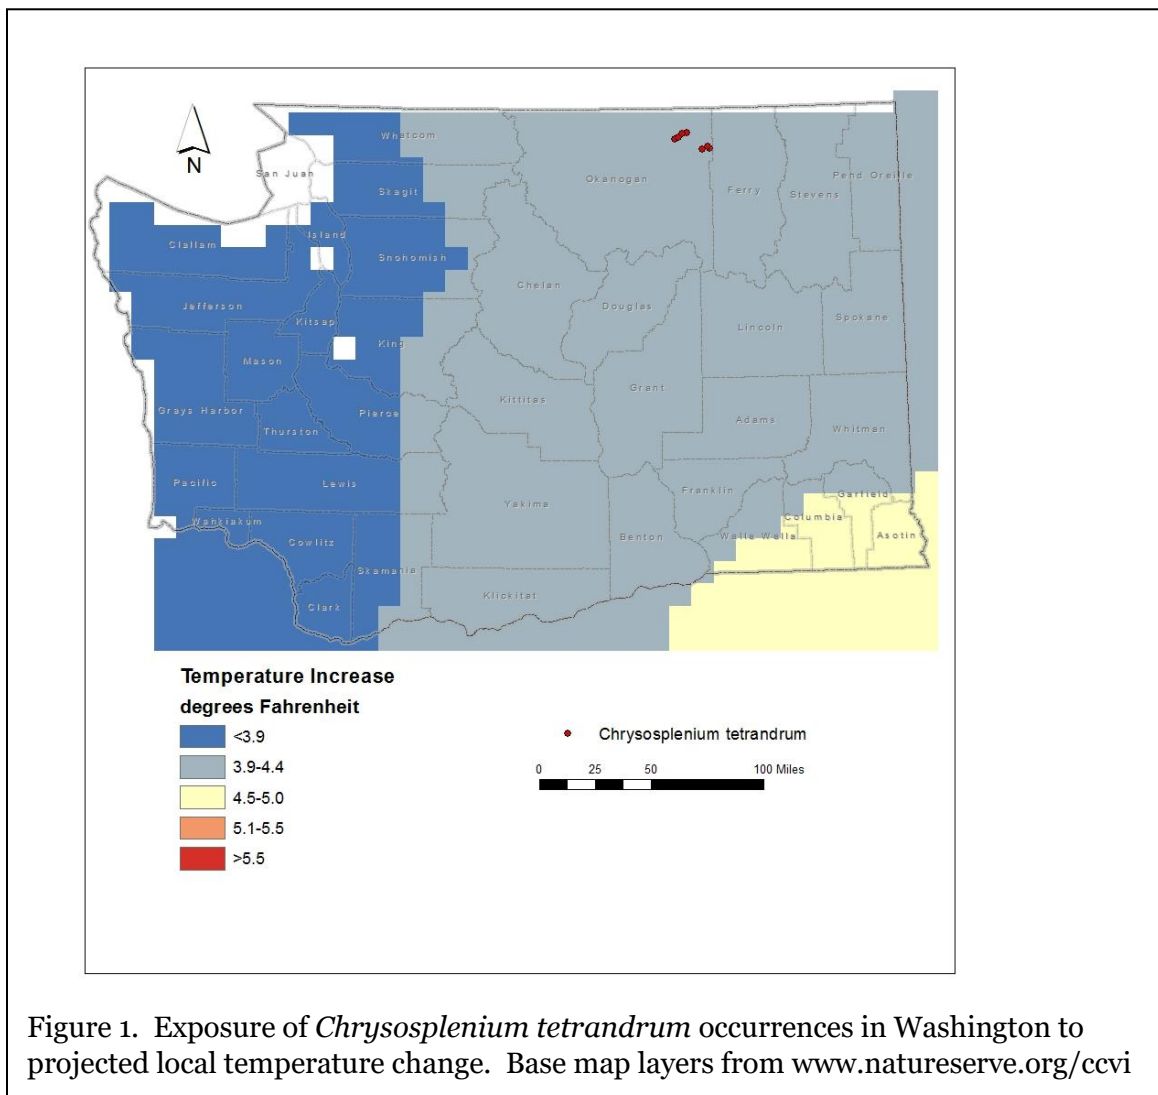 N
Whatcom
San Juan
Okanogan
Pend Oreille
Skagit
Ferry
Stevens
Island
Clallam
Snohomish
Chelan
Jefferson
Douglas
Kitsap
Lincoln
Spokane
King
Mason
Grant
Kittitas
Grays Harbor
Pierce
Adams
Whitman
Thurston
Pacific
Lewis
Franklin
Garfield
Yakima
Columbia
Wahkiakum
Cowlitz
Benton
Walla Walla
Asotin
Skamania
Klickitat
Clark
Temperature Increase
degrees Fahrenheit
<3.9
3.9-4.4
4.5-5.0
5.1-5.5
>5.5
Chrysosplenium tetrandrum
0 25 50 100 Miles
Figure 1. Exposure of Chrysosplenium tetrandrum occurrences in Washington to
projected local temperature change. Base map layers from www.natureserve.org/ccvi